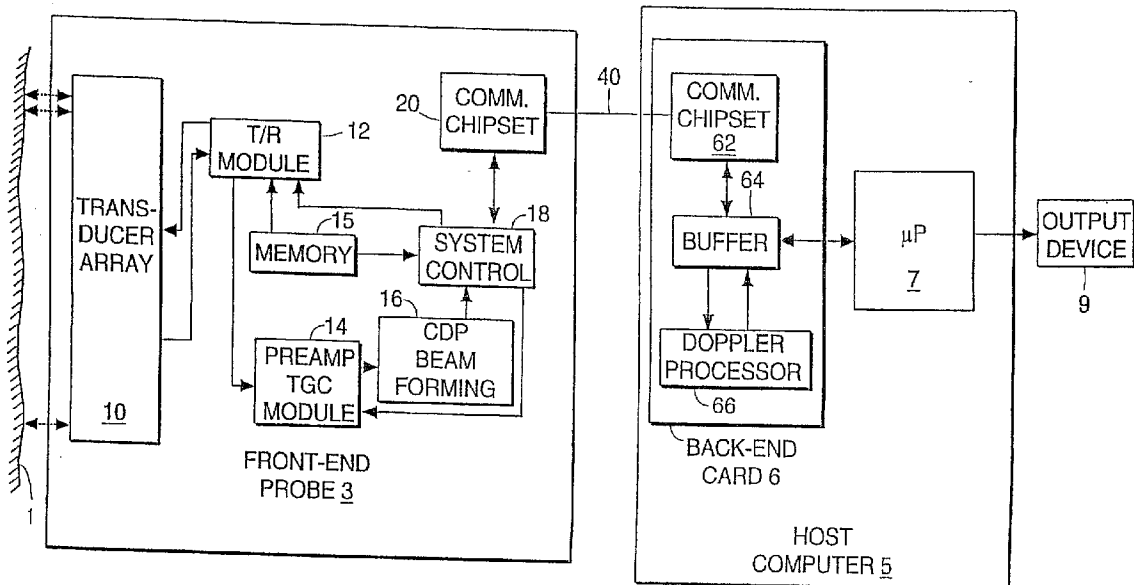 1
TRANS-
DUCER
ARRAY
10
T/R
MODULE
12
15
MEMORY
14
PREAMP
TGC
MODULE
16
CDP
BEAM
FORMING
18
SYSTEM
CONTROL
20
COMM.
CHIPSET
FRONT-END
PROBE 3
40
COMM.
CHIPSET
62
64
BUFFER
DOPPLER
PROCESSOR
66
BACK-END
CARD 6
µP
7
HOST
COMPUTER 5
OUTPUT
DEVICE
9